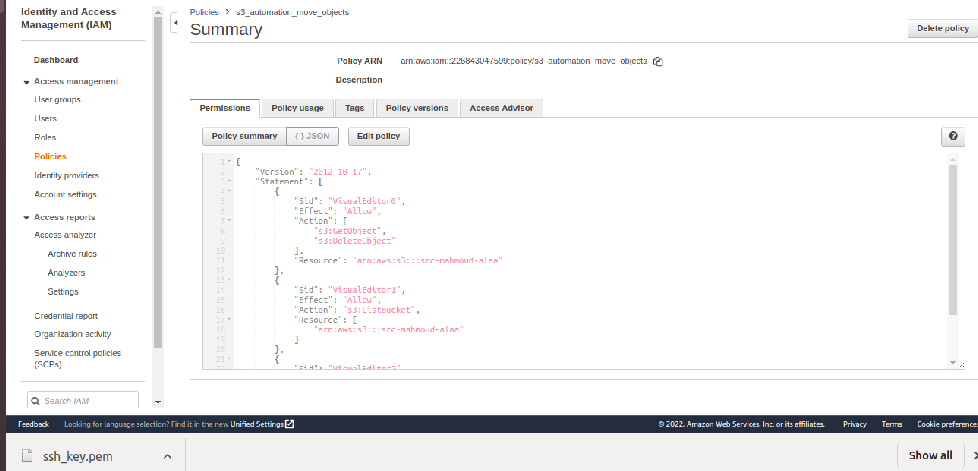 Identity and Access
Management (IAM)
Dashboard
Access management
User groups
Users
Roles
Policies
Identity providers
Account settings
Access reports
Access analyzer
Archive rules
Analyzers
Settings
Credential report
Organization activity
Service control policies
(SCPs)
Search IAM
Policies > s3_automation_move_objects
Summary
Delete policy
Policy ARN arn:aws:iam::226843047599:policy/s3_automation_move_objects
Description
Permissions Policy usage Tags Policy versions Access Advisor
Policy summary { } JSON Edit policy
1 {
2 "Version": "2012-10-17",
3 "Statement": [
4 {
5 "Sid": "VisualEditor0",
6 "Effect": "Allow",
7 "Action": [
8 "s3:GetObject",
9 "s3:DeleteObject"
10 ],
11 "Resource": "arn:aws:s3:::src-mahmoud-alaa"
12 },
13 {
14 "Sid": "VisualEditor1",
15 "Effect": "Allow",
16 "Action": "s3:ListBucket",
17 "Resource": [
18 "arn:aws:s3:::src-mahmoud-alaa"
19 ]
20 },
21 {
22 "Sid": "VisualEditor2",
Feedback Looking for language selection? Find it in the new Unified Settings © 2022, Amazon Web Services, Inc. or its affiliates. Privacy Terms Cookie preferences
ssh_key.pem Show all